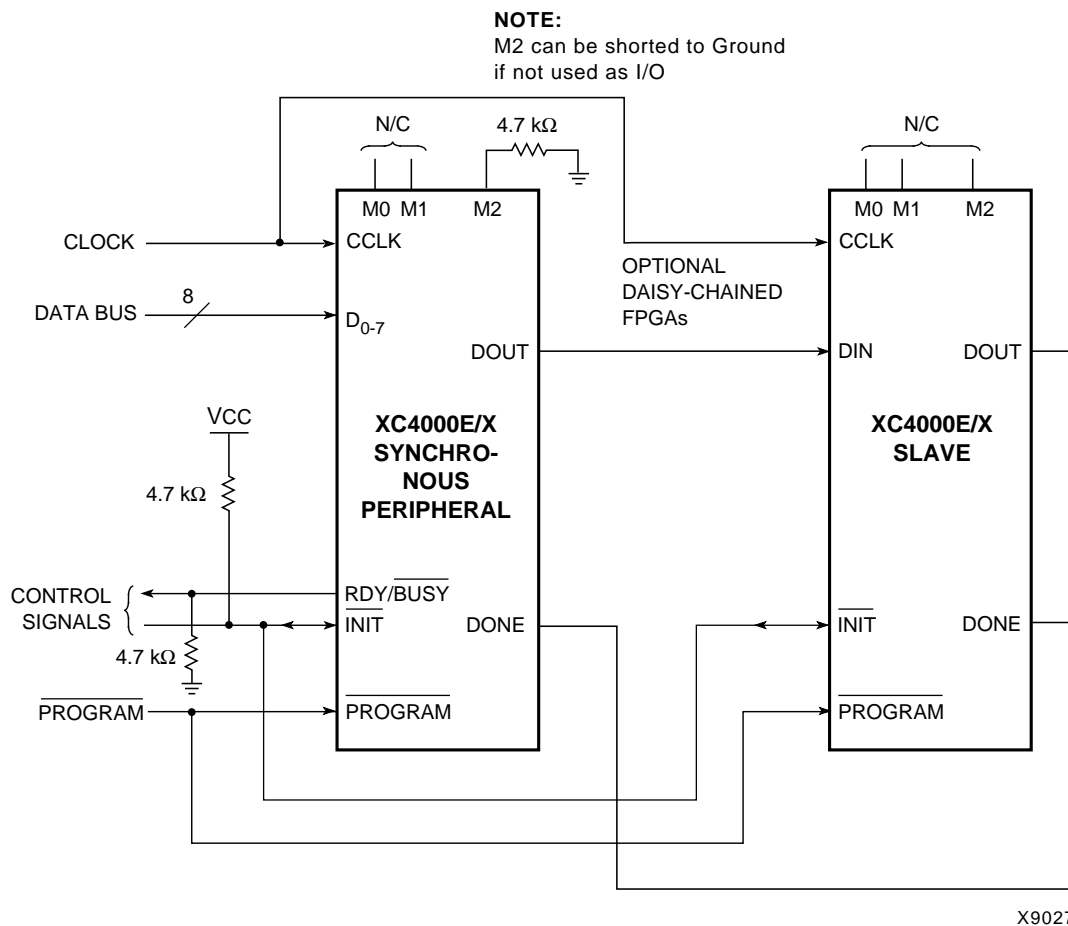 NOTE:
M2 can be shorted to Ground
if not used as I/O
N/C
4.7 kΩ
N/C
M0 M1 M2
M0 M1 M2
CLOCK
CCLK
CCLK
OPTIONAL
DAISY-CHAINED
FPGAs
8
DATA BUS
D0-7
DOUT
DIN
DOUT
VCC
XC4000E/X
SYNCHRO-
NOUS
PERIPHERAL
XC4000E/X
SLAVE
4.7 kΩ
CONTROL
SIGNALS
RDY/BUSY
INIT
DONE
INIT
DONE
4.7 kΩ
PROGRAM
PROGRAM
PROGRAM
X9027